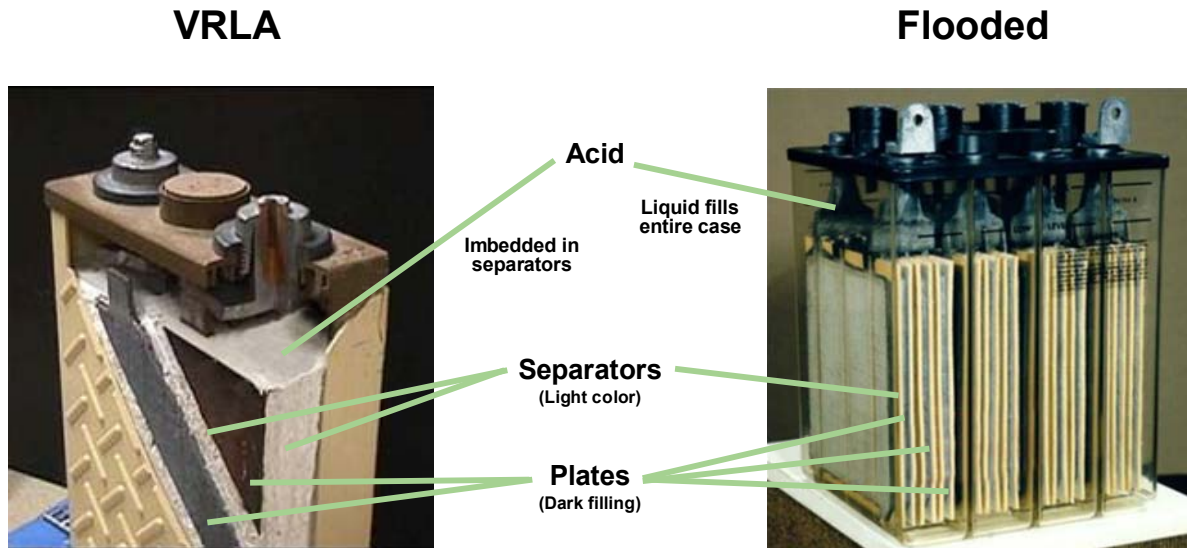 VRLA
Flooded
Acid
Imbedded in
separators
Liquid fills
entire case
Separators
(Light color)
Plates
(Dark filling)